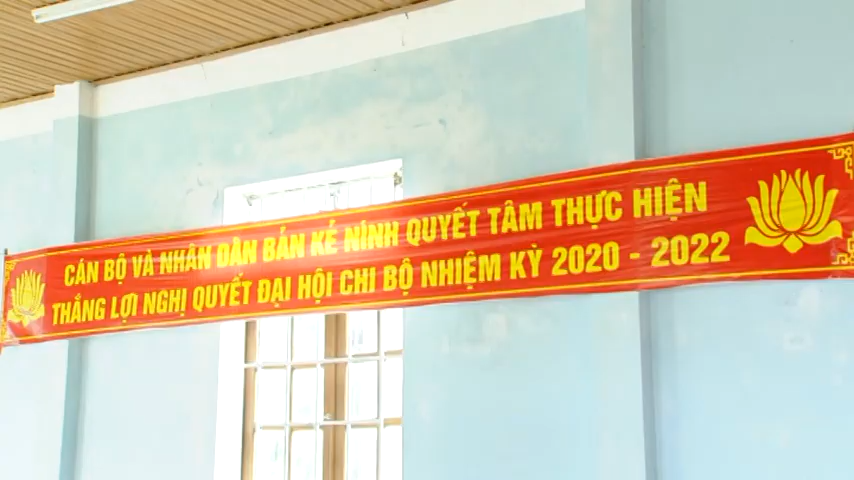 CÁN BỘ VÀ NHÂN DÂN BẢN KẺ NÍNH QUYẾT TÂM THỰC HIỆN
THẮNG LỢI NGHỊ QUYẾT ĐẠI HỘI CHI BỘ NHIỆM KỲ 2020 - 2022